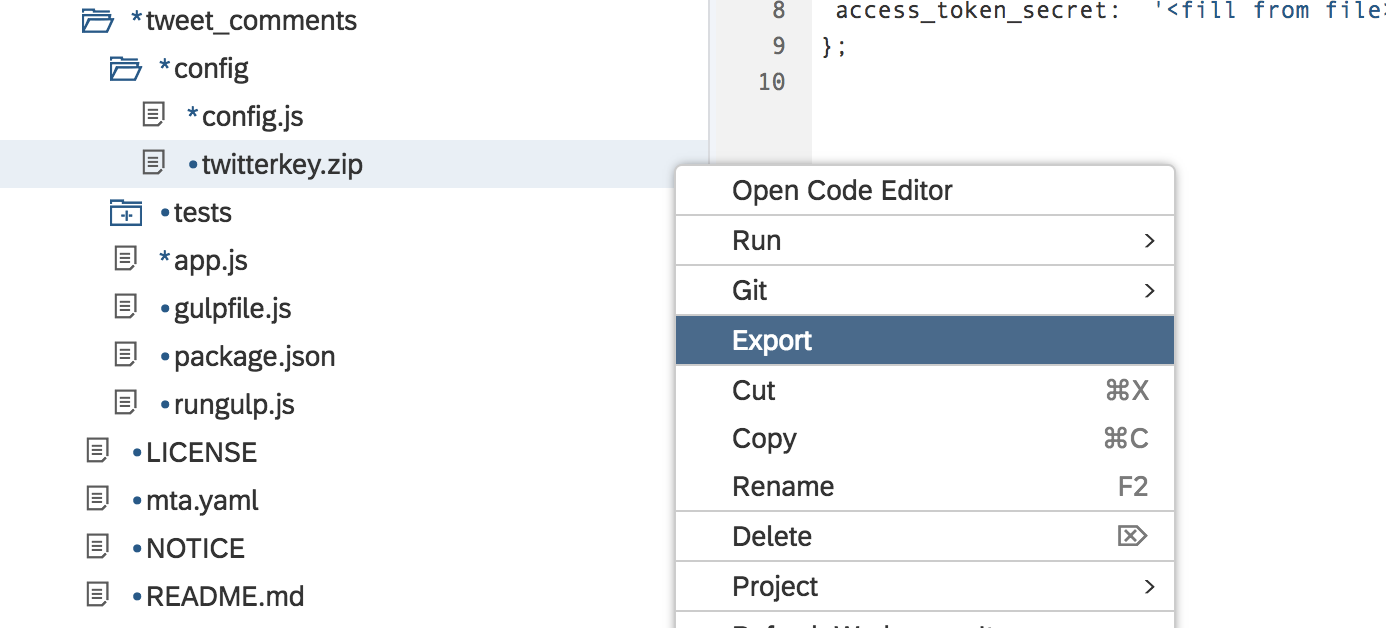 *tweet_comments
*config
*config.js
•twitterkey.zip
•tests
*app.js
•gulpfile.js
•package.json
•rungulp.js
•LICENSE
•mta.yaml
•NOTICE
•README.md
8 access_token_secret: '<fill from file>
9 };
10
Open Code Editor
Run >
Git >
Export
Cut ⌘X
Copy ⌘C
Rename F2
Delete ⌦
Project >